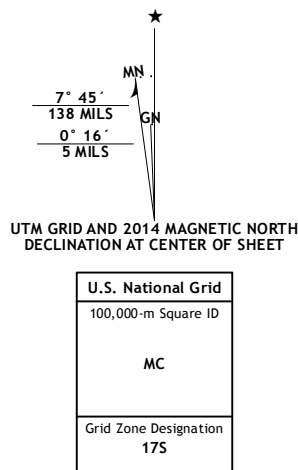 ★
MN
7° 45´
138 MILS
GN
0° 16´
5 MILS
UTM GRID AND 2014 MAGNETIC NORTH
DECLINATION AT CENTER OF SHEET
U.S. National Grid
100,000-m Square ID
MC
Grid Zone Designation
17S